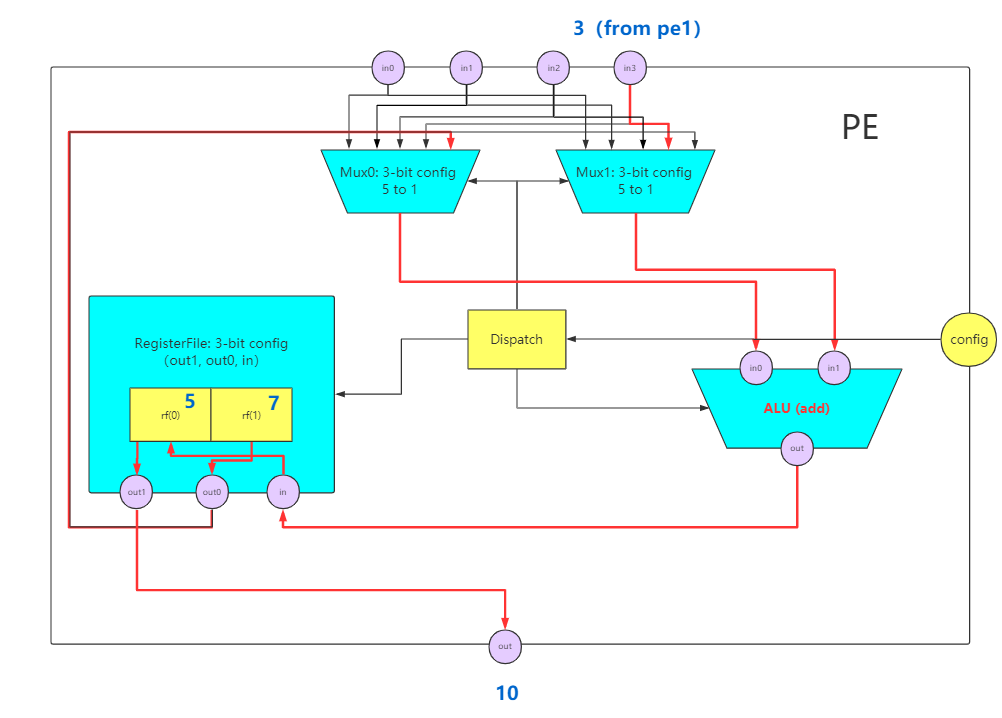 3（from pe1）
in0
in1
in2
in3
PE
Mux0: 3-bit config
5 to 1
Mux1: 3-bit config
5 to 1
RegisterFile: 3-bit config
（out1, out0, in）
Dispatch
config
rf(0)
5
rf(1)
7
in0
in1
ALU (add)
out
out1
out0
in
out
10